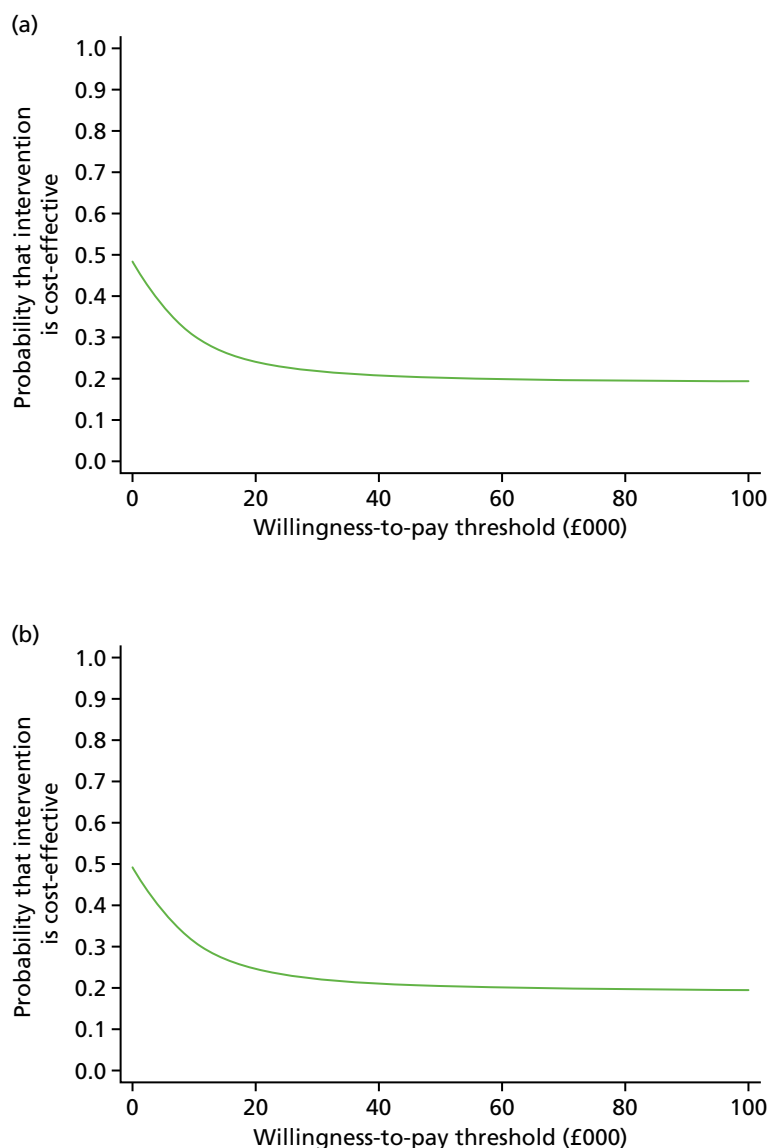 (a)
Probability that intervention
is cost-effective
1.0
0.9
0.8
0.7
0.6
0.5
0.4
0.3
0.2
0.1
0.0
0 20 40 60 80 100
Willingness-to-pay threshold (£000)
(b)
Probability that intervention
is cost-effective
1.0
0.9
0.8
0.7
0.6
0.5
0.4
0.3
0.2
0.1
0.0
0 20 40 60 80 100
Willingness-to-pay threshold (£000)